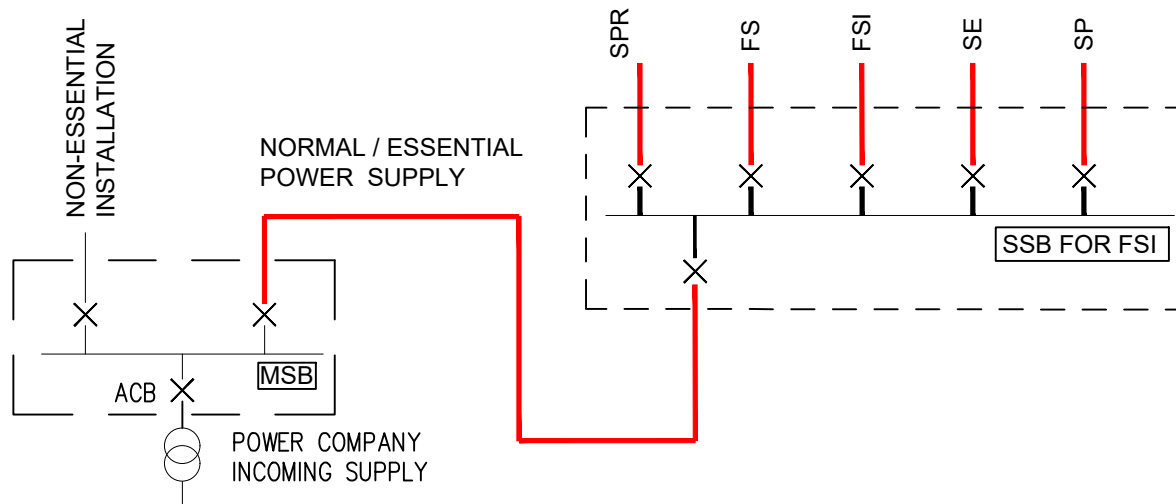 NON-ESSENTIAL
INSTALLATION
NORMAL / ESSENTIAL
POWER SUPPLY
SPR
FS
FSI
SE
SP
SSB FOR FSI
MSB
ACB
POWER COMPANY
INCOMING SUPPLY